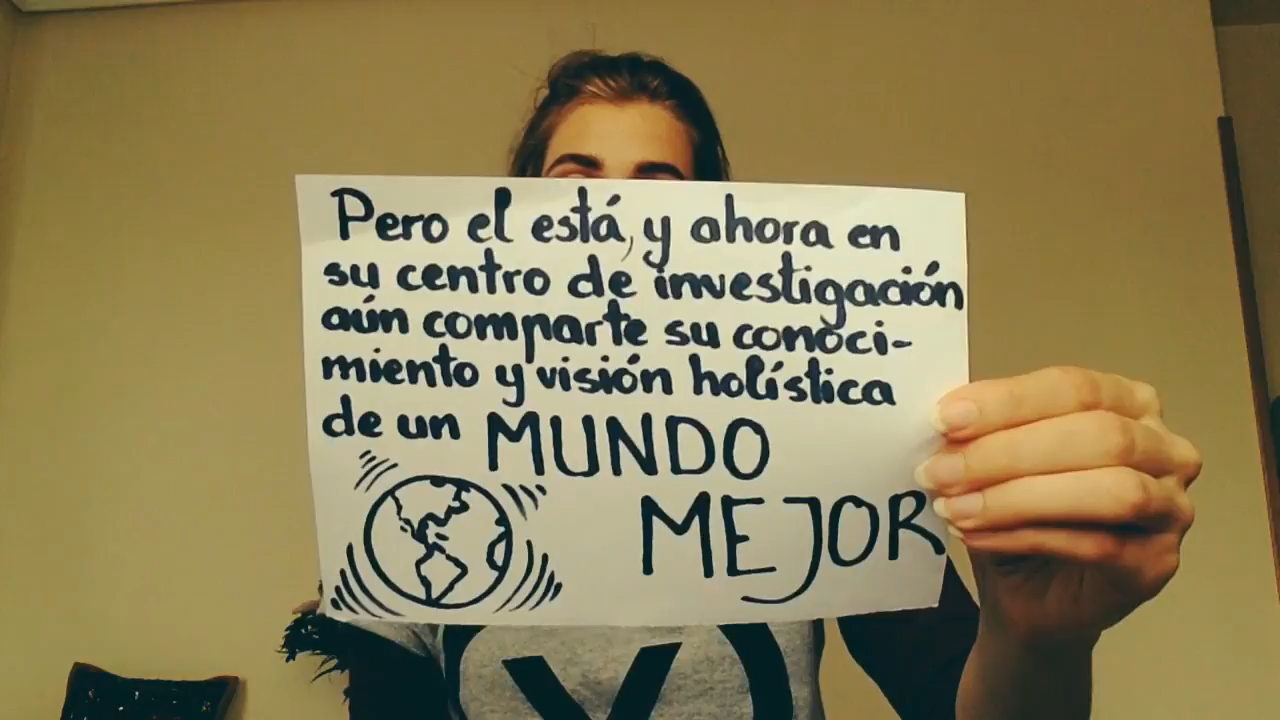 Pero el está, y ahora en
su centro de investigación
aún comparte su conoci-
miento y visión holística
de un MUNDO
MEJOR